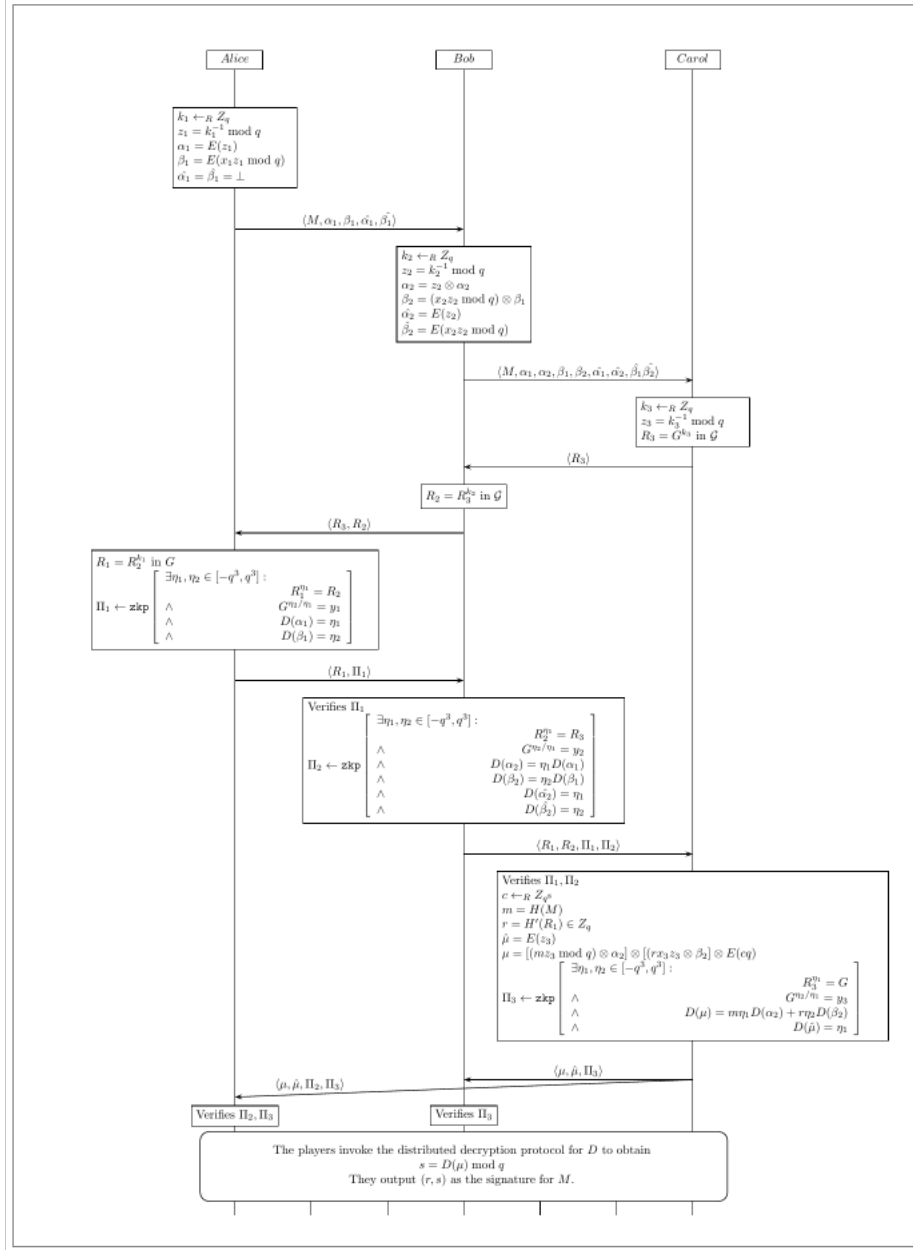 Alice
Bob
Carol
k₁ ←_R Z_q
z₁ = k₁⁻¹ mod q
α₁ = E(z₁)
β₁ = E(x₁z₁ mod q)
α̂₁ = β̂₁ = ⊥
⟨M, α₁, β₁, α̂₁, β̂₁⟩
k₂ ←_R Z_q
z₂ = k₂⁻¹ mod q
α₂ = z₂ ⊗ α₂
β₂ = (x₂z₂ mod q) ⊗ β₁
α̂₂ = E(z₂)
β̂₂ = E(x₂z₂ mod q)
⟨M, α₁, α₂, β₁, β₂, α̂₁, α̂₂, β̂₁β̂₂⟩
k₃ ←_R Z_q
z₃ = k₃⁻¹ mod q
R₃ = G^{k₃} in 𝒢
⟨R₃⟩
R₂ = R₃^{k₂} in 𝒢
⟨R₃, R₂⟩
R₁ = R₂^{k₁} in G
Π₁ ← zkp [ ∃η₁, η₂ ∈ [−q³, q³] :
R₁^{η₁} = R₂
∧ G^{η₂/η₁} = y₁
∧ D(α₁) = η₁
∧ D(β₁) = η₂ ]
⟨R₁, Π₁⟩
Verifies Π₁
Π₂ ← zkp [ ∃η₁, η₂ ∈ [−q³, q³] :
R₂^{η₁} = R₃
∧ G^{η₂/η₁} = y₂
∧ D(α₂) = η₁D(α₁)
∧ D(β₂) = η₂D(β₁)
∧ D(α̂₂) = η₁
∧ D(β̂₂) = η₂ ]
⟨R₁, R₂, Π₁, Π₂⟩
Verifies Π₁, Π₂
c ←_R Z_{q⁸}
m = H(M)
r = H′(R₁) ∈ Z_q
μ̂ = E(z₃)
μ = [(mz₃ mod q) ⊗ α₂] ⊗ [(rx₃z₃ ⊗ β₂] ⊗ E(cq)
Π₃ ← zkp [ ∃η₁, η₂ ∈ [−q³, q³] :
R₃^{η₁} = G
∧ G^{η₂/η₁} = y₃
∧ D(μ) = mη₁D(α₂) + rη₂D(β₂)
∧ D(μ̂) = η₁ ]
⟨μ, μ̂, Π₃⟩
⟨μ, μ̂, Π₂, Π₃⟩
Verifies Π₂, Π₃
Verifies Π₃
The players invoke the distributed decryption protocol for D to obtain
s = D(μ) mod q
They output (r, s) as the signature for M.